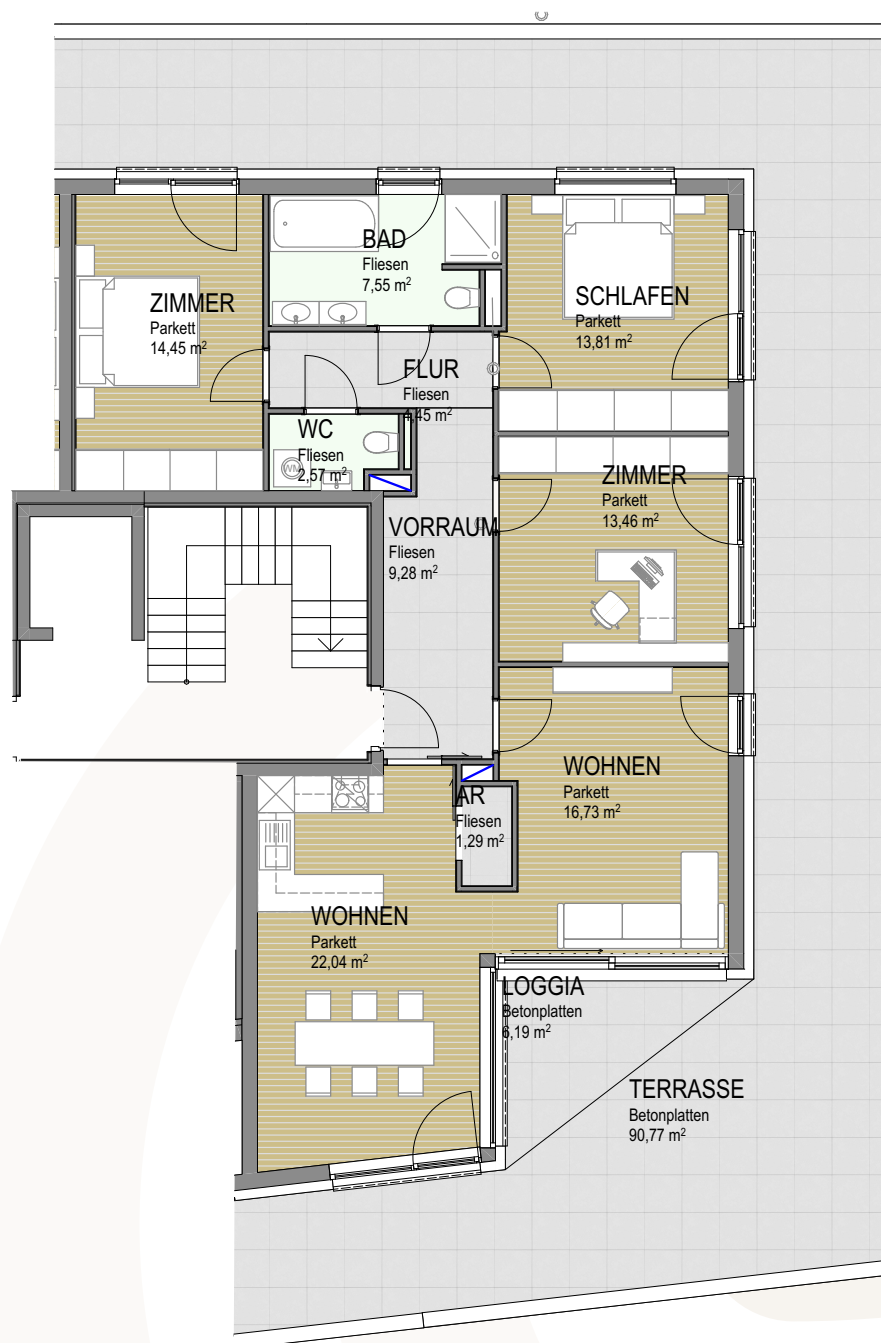 BAD
Fliesen
7,55 m²
ZIMMER
Parkett
14,45 m²
SCHLAFEN
Parkett
13,81 m²
FLUR
Fliesen
4,45 m²
WC
Fliesen
2,57 m²
WM
ZIMMER
Parkett
13,46 m²
VORRAUM
Fliesen
9,28 m²
WOHNEN
Parkett
16,73 m²
AR
Fliesen
1,29 m²
WOHNEN
Parkett
22,04 m²
LOGGIA
Betonplatten
6,19 m²
TERRASSE
Betonplatten
90,77 m²